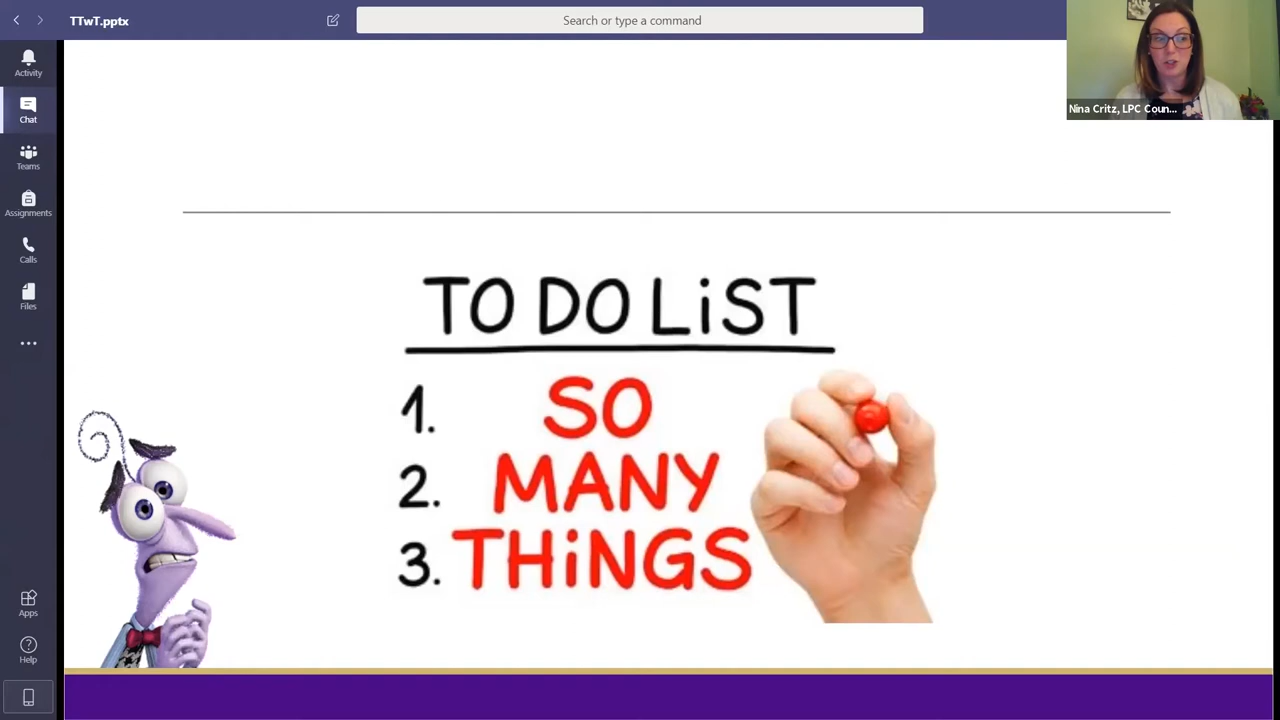 TTwT.pptx
Search or type a command
Nina Critz, LPC Coun...
Activity
Chat
Teams
Assignments
Calls
Files
Apps
Help
TO DO LiST
1. SO
2. MANY
3. THiNGS